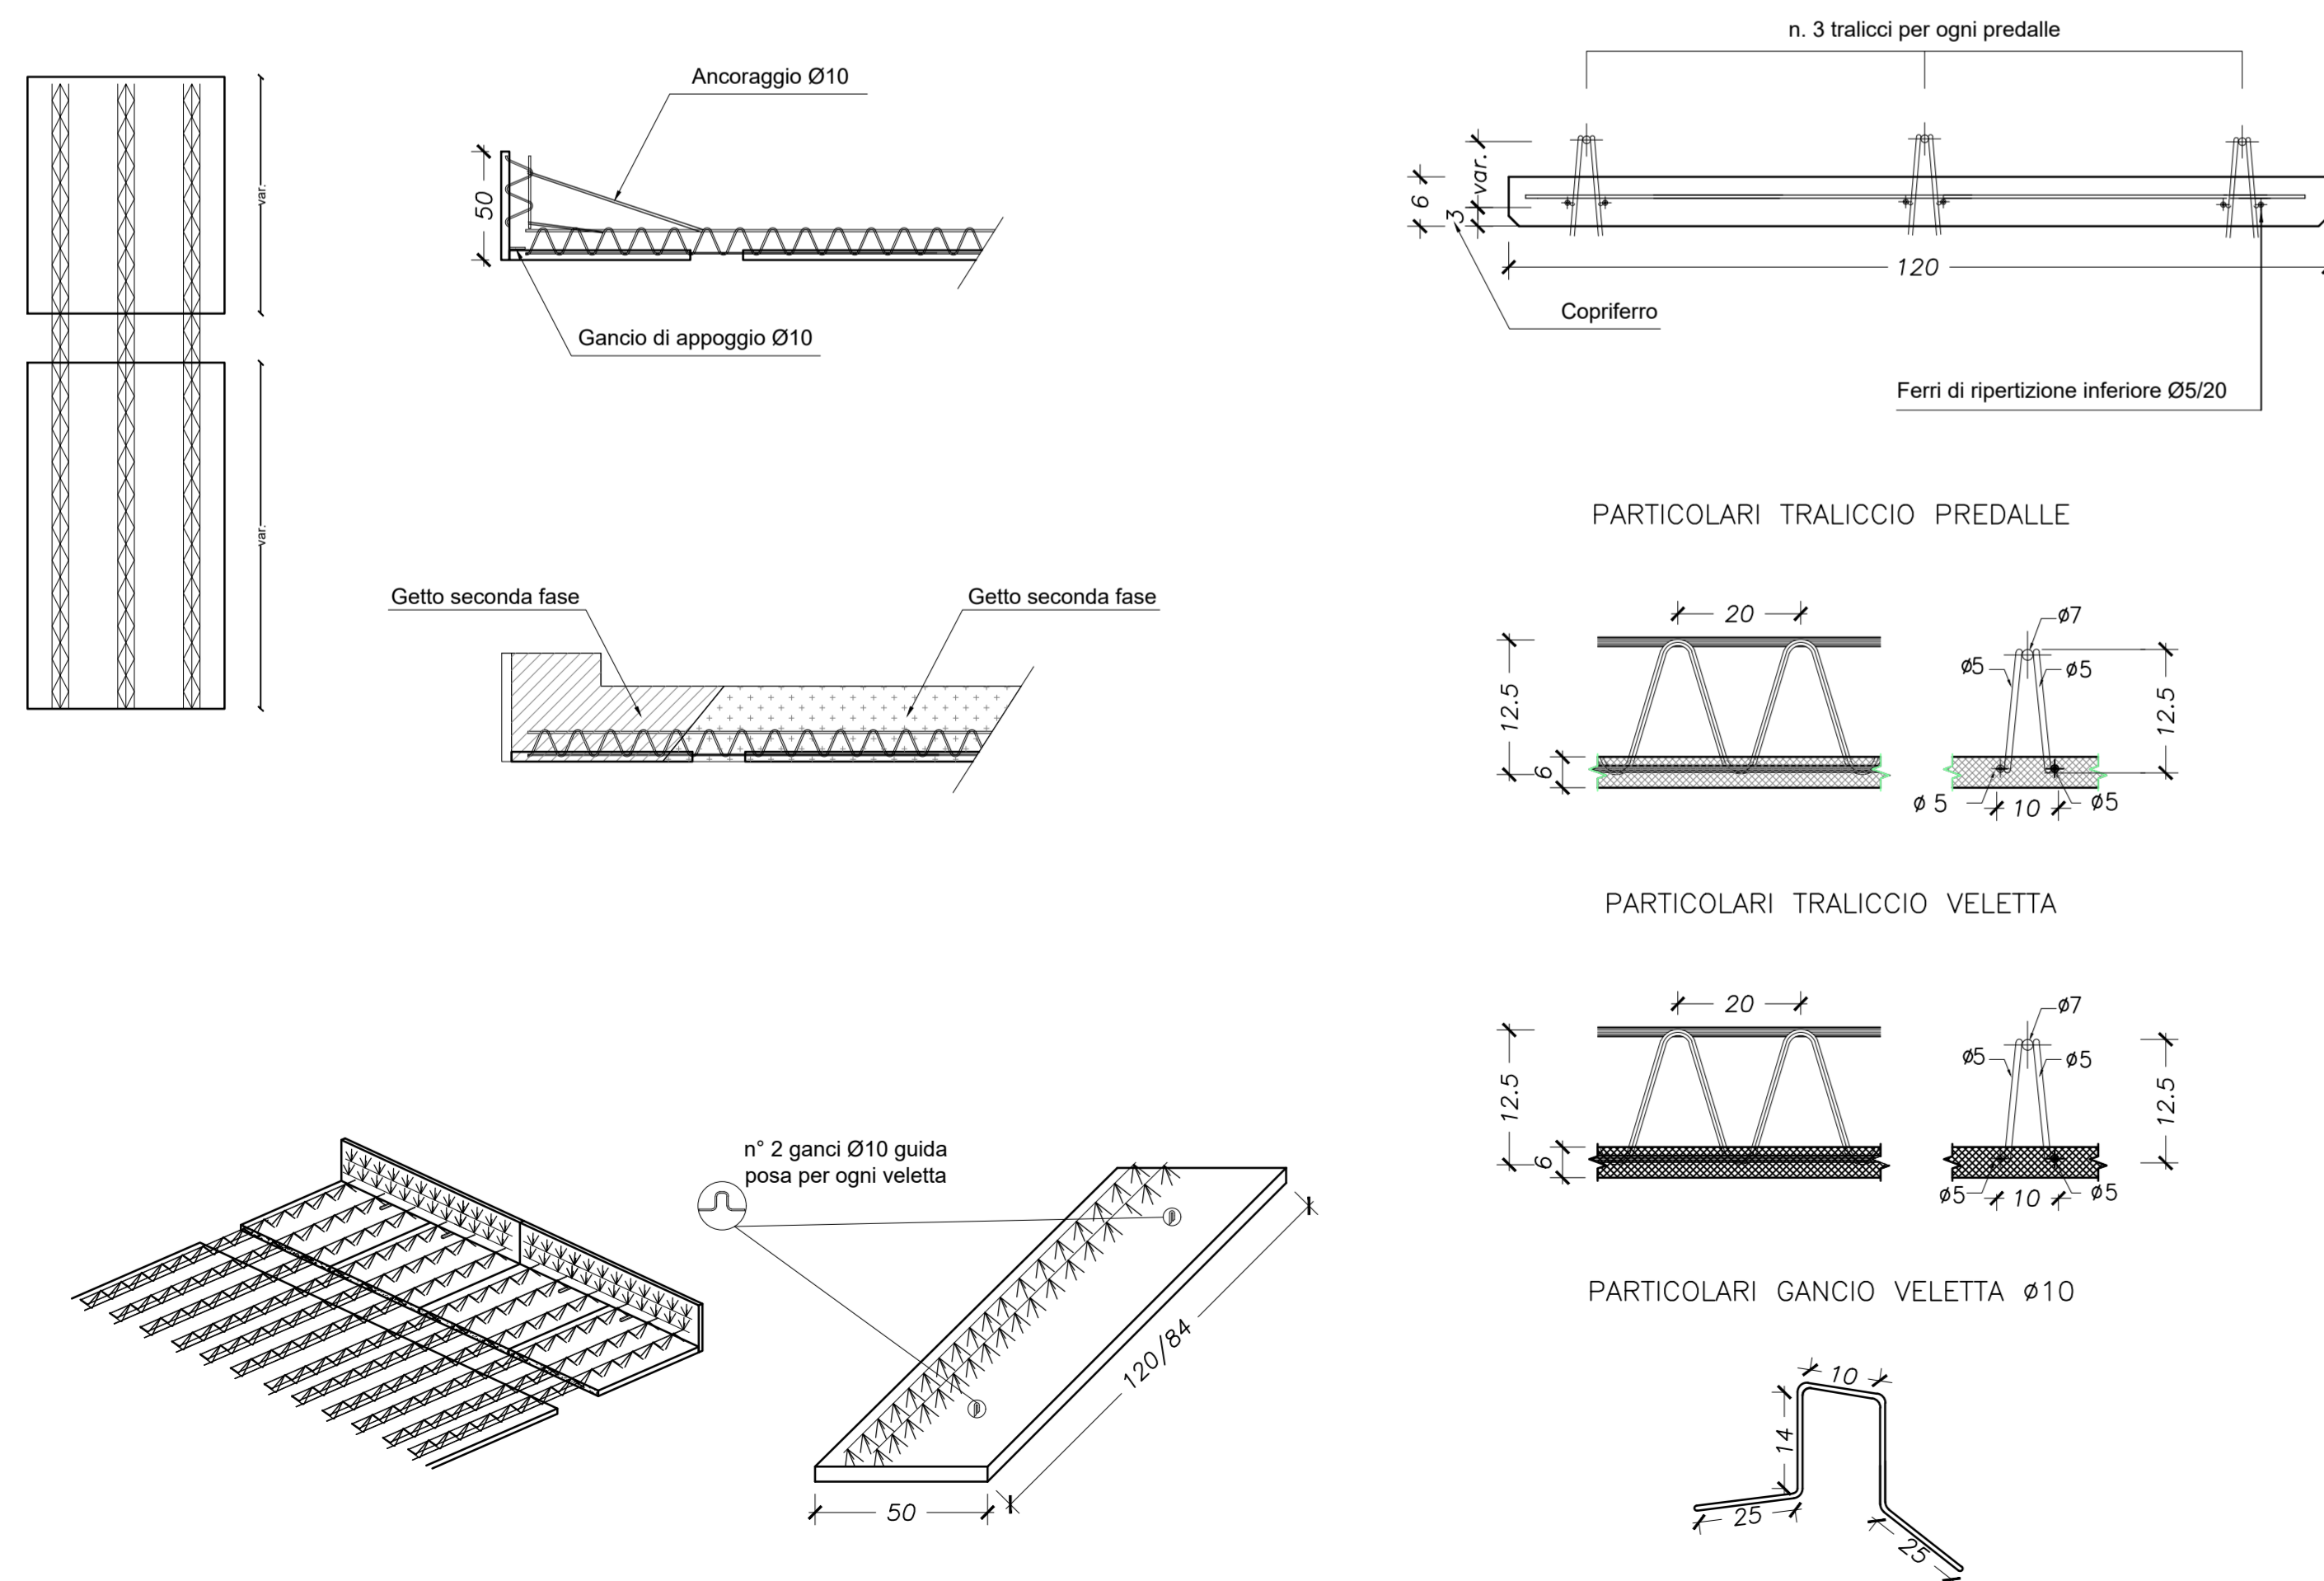 n. 3 tralicci per ogni predalle
Ancoraggio Ø10
var.
50
Gancio di appoggio Ø10
var.
6
3
var.
120
Copriferro
Ferri di ripertizione inferiore Ø5/20
Getto seconda fase
Getto seconda fase
PARTICOLARI TRALICCIO PREDALLE
20
12.5
6
ø7
ø5
ø5
12.5
ø 5
10
ø5
PARTICOLARI TRALICCIO VELETTA
20
12.5
6
ø7
ø5
ø5
12.5
ø5
10
ø5
n° 2 ganci Ø10 guida
posa per ogni veletta
120/84
50
PARTICOLARI GANCIO VELETTA ø10
10
14
25
25